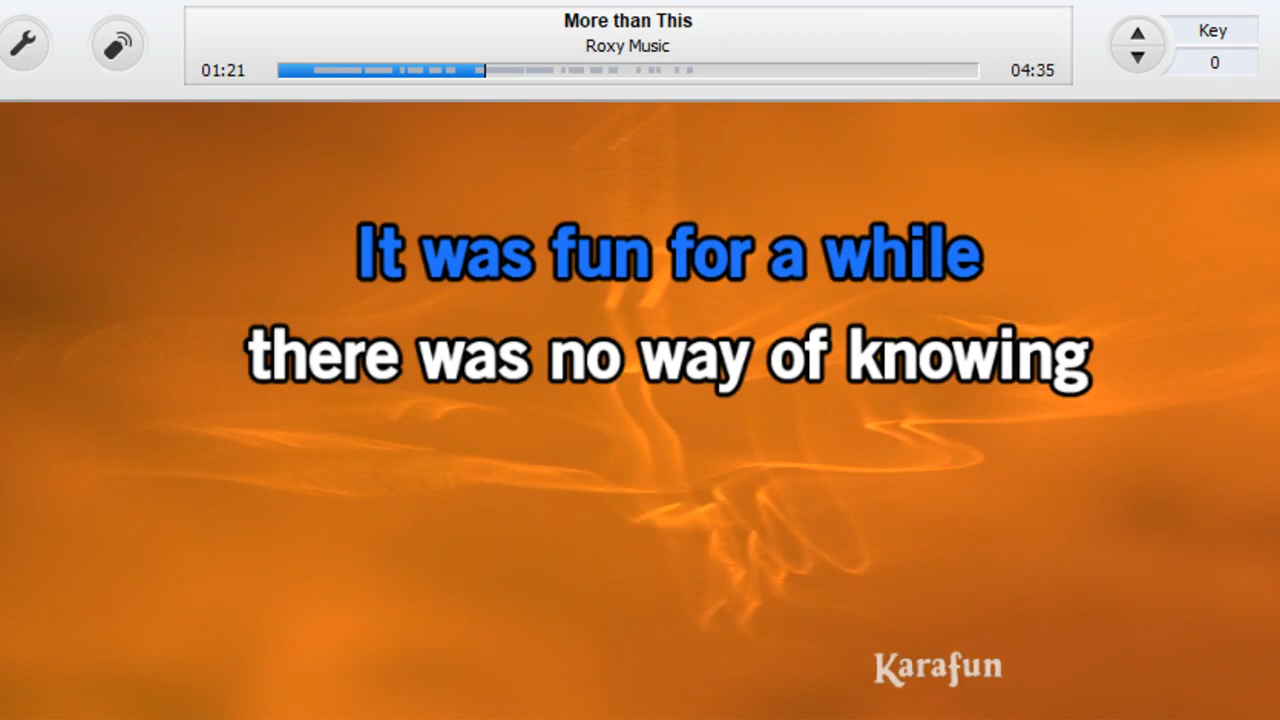 More than This
Roxy Music
01:21
04:35
Key
0
It was fun for a while
there was no way of knowing
Karafun